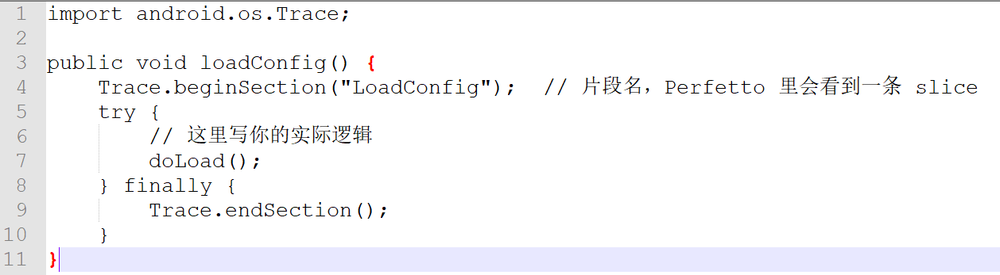 1 import android.os.Trace;
2
3 public void loadConfig() {
4     Trace.beginSection("LoadConfig");  // 片段名，Perfetto 里会看到一条 slice
5     try {
6         // 这里写你的实际逻辑
7         doLoad();
8     } finally {
9         Trace.endSection();
10     }
11 }